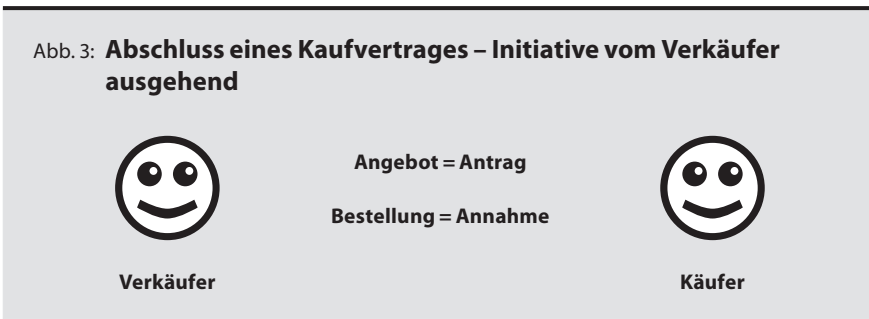 Abb. 3: Abschluss eines Kaufvertrages – Initiative vom Verkäufer
ausgehend
Angebot = Antrag
Bestellung = Annahme
Verkäufer
Käufer